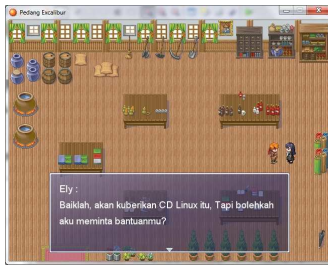 Pedang Excalibur
Ely :
Baiklah, akan kuberikan CD Linux itu, Tapi bolehkah
aku meminta bantuanmu?